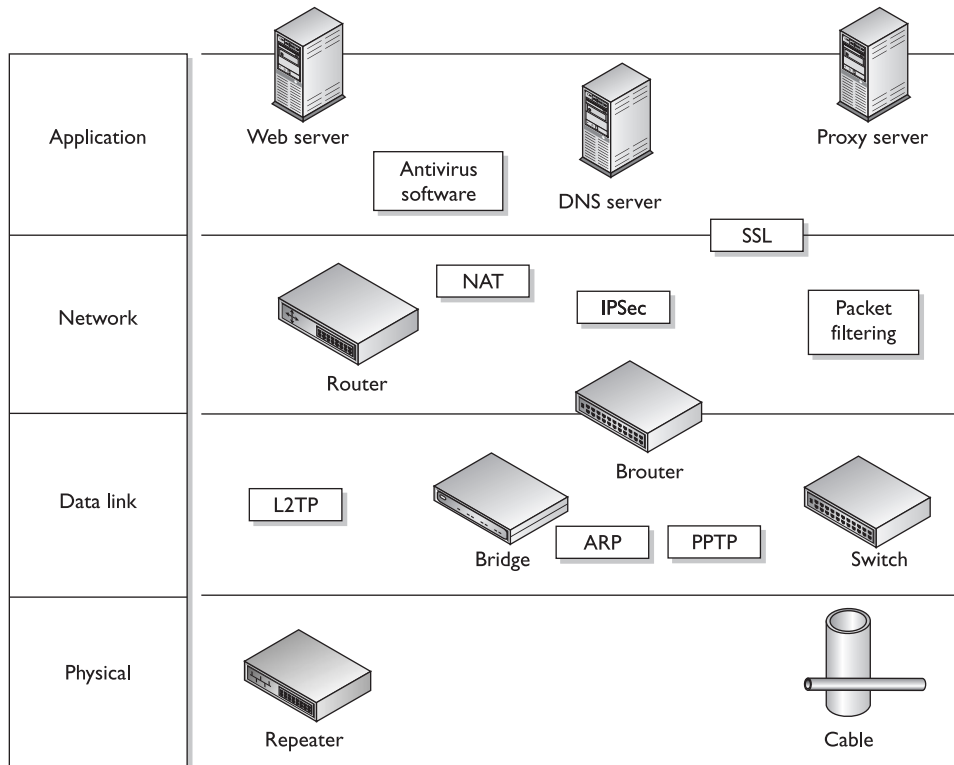 Application
Web server
Antivirus
software
DNS server
Proxy server
SSL
Network
Router
NAT
IPSec
Packet
filtering
Brouter
Data link
L2TP
Bridge
ARP
PPTP
Switch
Physical
Repeater
Cable